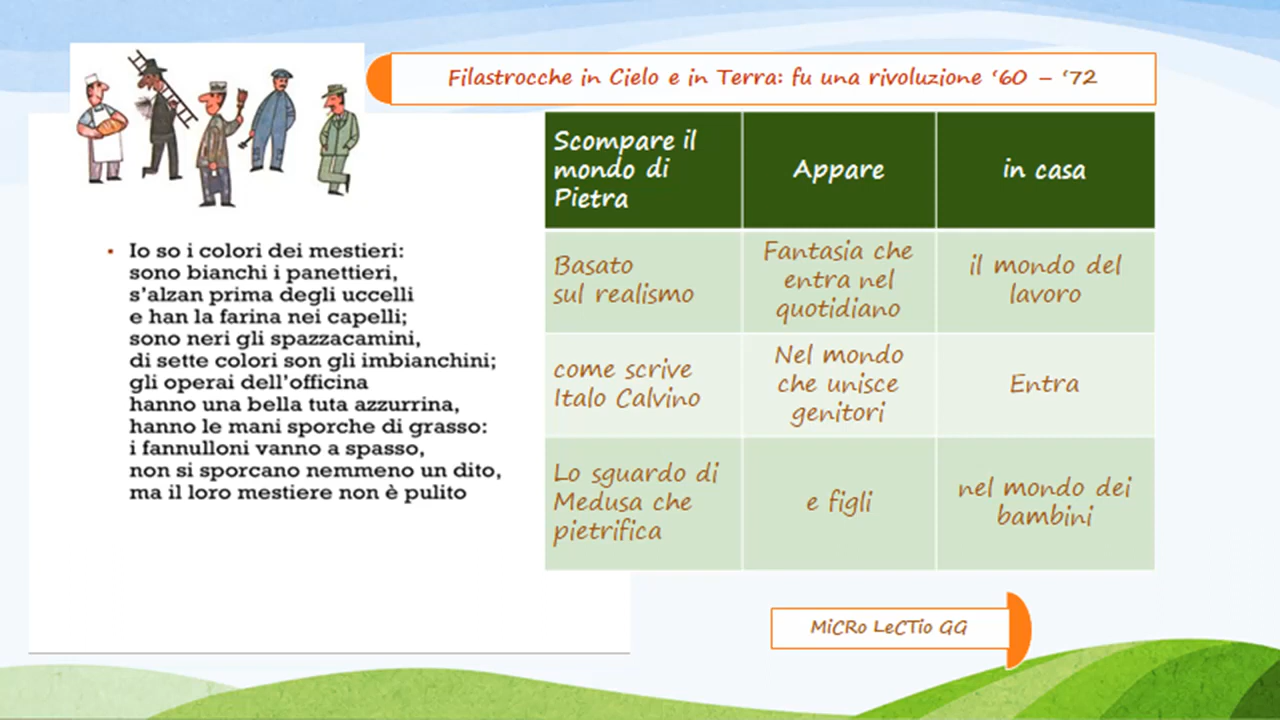 Filastrocche in Cielo e in Terra: fu una rivoluzione ‘60 – ‘72
• Io so i colori dei mestieri:
sono bianchi i panettieri,
s’alzan prima degli uccelli
e han la farina nei capelli;
sono neri gli spazzacamini,
di sette colori son gli imbianchini;
gli operai dell’officina
hanno una bella tuta azzurrina,
hanno le mani sporche di grasso:
i fannulloni vanno a spasso,
non si sporcano nemmeno un dito,
ma il loro mestiere non è pulito
Scompare il
mondo di
Pietra
Appare
in casa
Basato
sul realismo
Fantasia che
entra nel
quotidiano
il mondo del
lavoro
come scrive
Italo Calvino
Nel mondo
che unisce
genitori
Entra
Lo sguardo di
Medusa che
pietrifica
e figli
nel mondo dei
bambini
MiCRo LeCTio GG